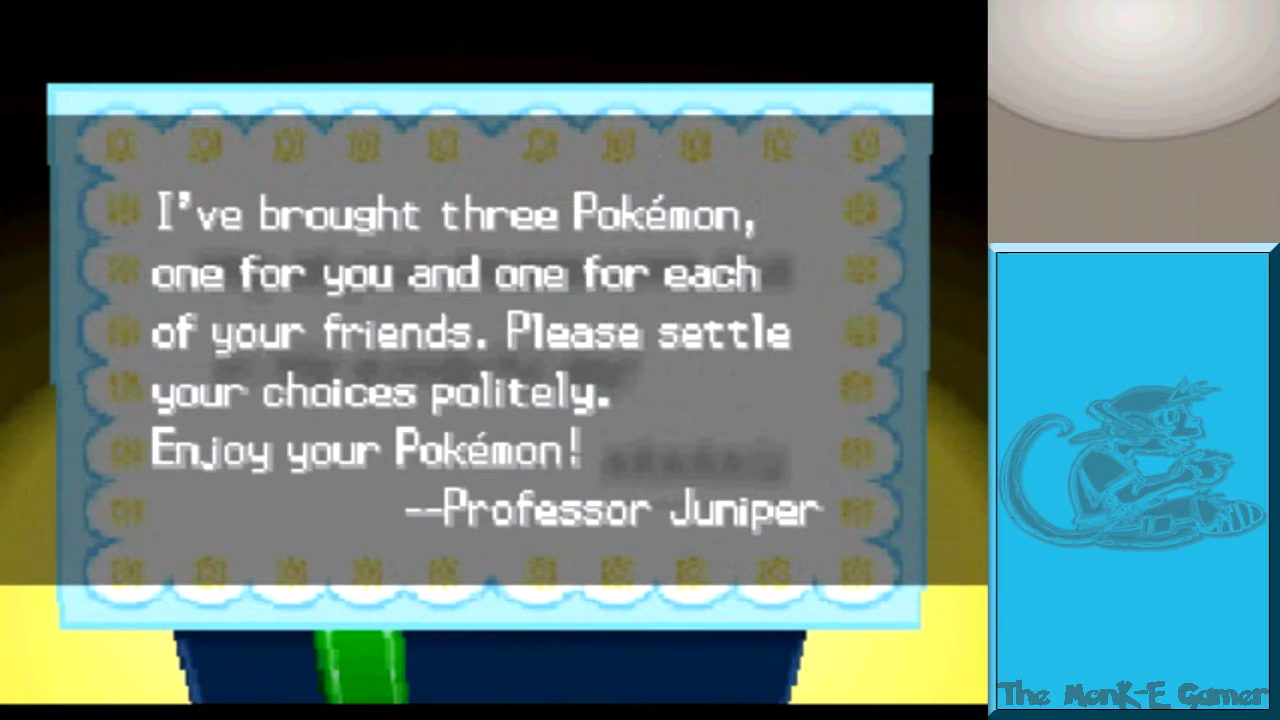 I've brought three Pokémon,
one for you and one for each
of your friends. Please settle
your choices politely.
Enjoy your Pokémon!
--Professor Juniper
The Monk-E Gamer